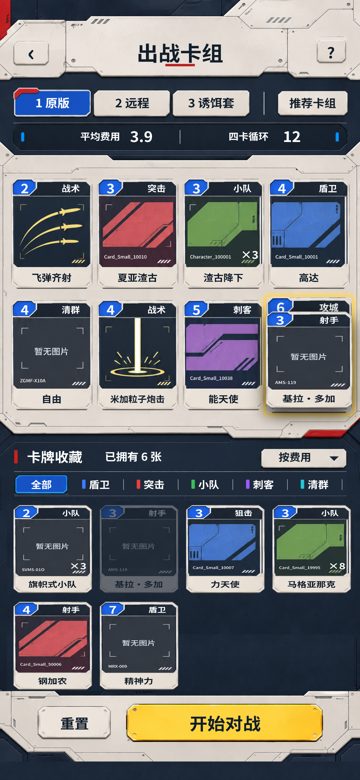 ‹
出战卡组
?
1 原版
2 远程
3 诱饵套
推荐卡组
平均费用 3.9
四卡循环 12
2 战术
飞弹齐射
3 突击
Card_Small_10010
夏亚渣古
3 小队
Character_100001
×3
渣古降下
4 盾卫
Card_Small_10001
高达
4 清群
暂无图片
ZGMF-X10A
自由
4 战术
米加粒子炮击
5 刺客
Card_Small_10038
能天使
6 攻城
3 射手
暂无图片
AMS-119
基拉·多加
卡牌收藏
已拥有 6 张
按费用
全部
盾卫
突击
小队
刺客
清群
2 小队
暂无图片
SVMS-01O
×3
旗帜式小队
3 射手
暂无图片
AMS-119
基拉·多加
3 狙击
Card_Small_10007
力天使
3 小队
Card_Small_19995
×8
马格亚那克
4 射手
Card_Small_50006
钢加农
7 盾卫
暂无图片
NRX-009
精神力
重置
开始对战